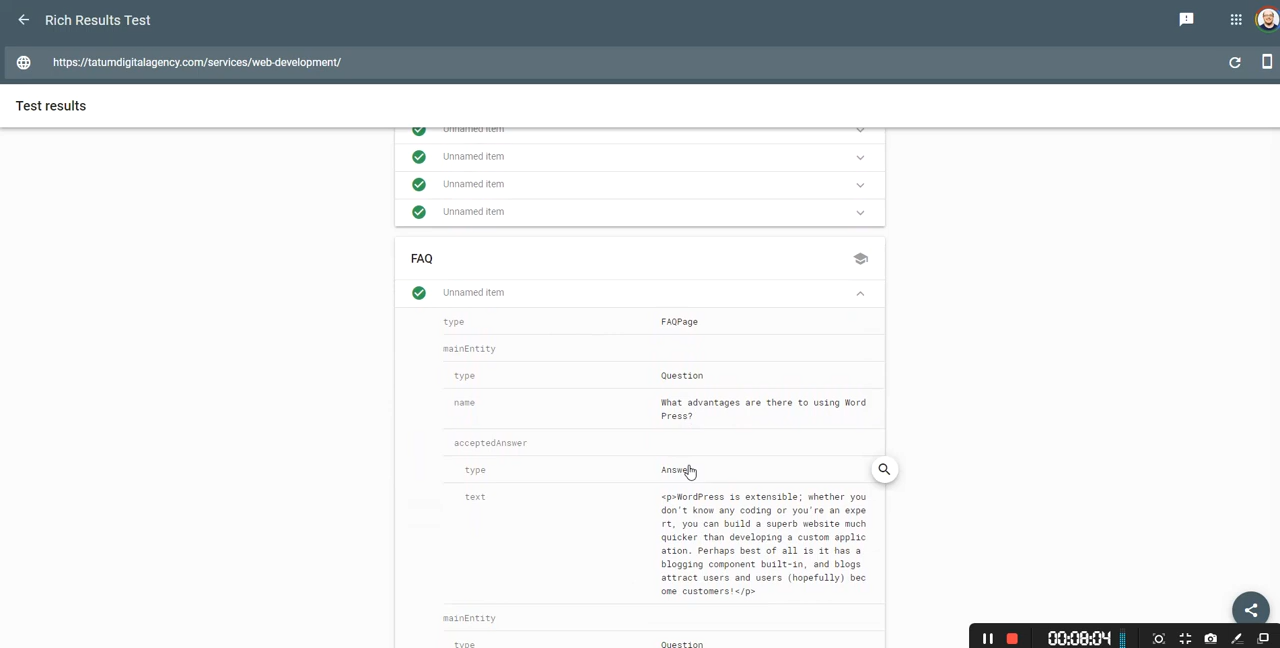 Rich Results Test
https://tatumdigitalagency.com/services/web-development/
Test results
Unnamed item
Unnamed item
Unnamed item
Unnamed item
FAQ
Unnamed item
type FAQPage
mainEntity
type Question
name What advantages are there to using Word
Press?
acceptedAnswer
type Answer
text <p>WordPress is extensible; whether you
don't know any coding or you're an expe
rt, you can build a superb website much
quicker than developing a custom applic
ation. Perhaps best of all is it has a
blogging component built-in, and blogs
attract users and users (hopefully) bec
ome customers!</p>
mainEntity
type Question
00:08:04